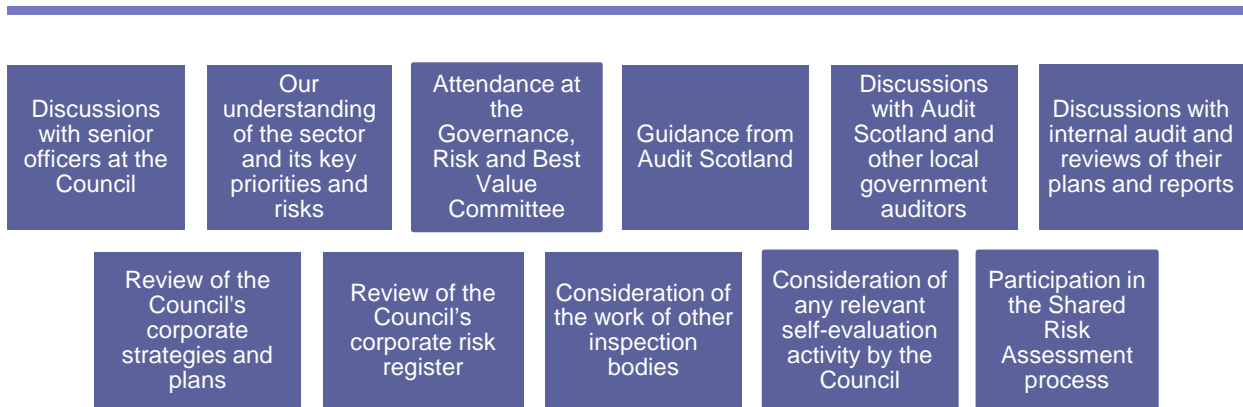 Discussions
with senior
officers at the
Council
Our
understanding
of the sector
and its key
priorities and
risks
Attendance at
the
Governance,
Risk and Best
Value
Committee
Guidance from
Audit Scotland
Discussions
with Audit
Scotland and
other local
government
auditors
Discussions with
internal audit and
reviews of their
plans and reports
Review of the
Council's
corporate
strategies and
plans
Review of the
Council’s
corporate risk
register
Consideration of
the work of other
inspection
bodies
Consideration of
any relevant
self-evaluation
activity by the
Council
Participation in
the Shared
Risk
Assessment
process